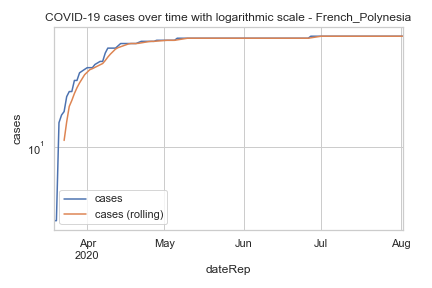 COVID-19 cases over time with logarithmic scale - French_Polynesia
cases
10¹
cases
cases (rolling)
Apr
2020
May
Jun
Jul
Aug
dateRep